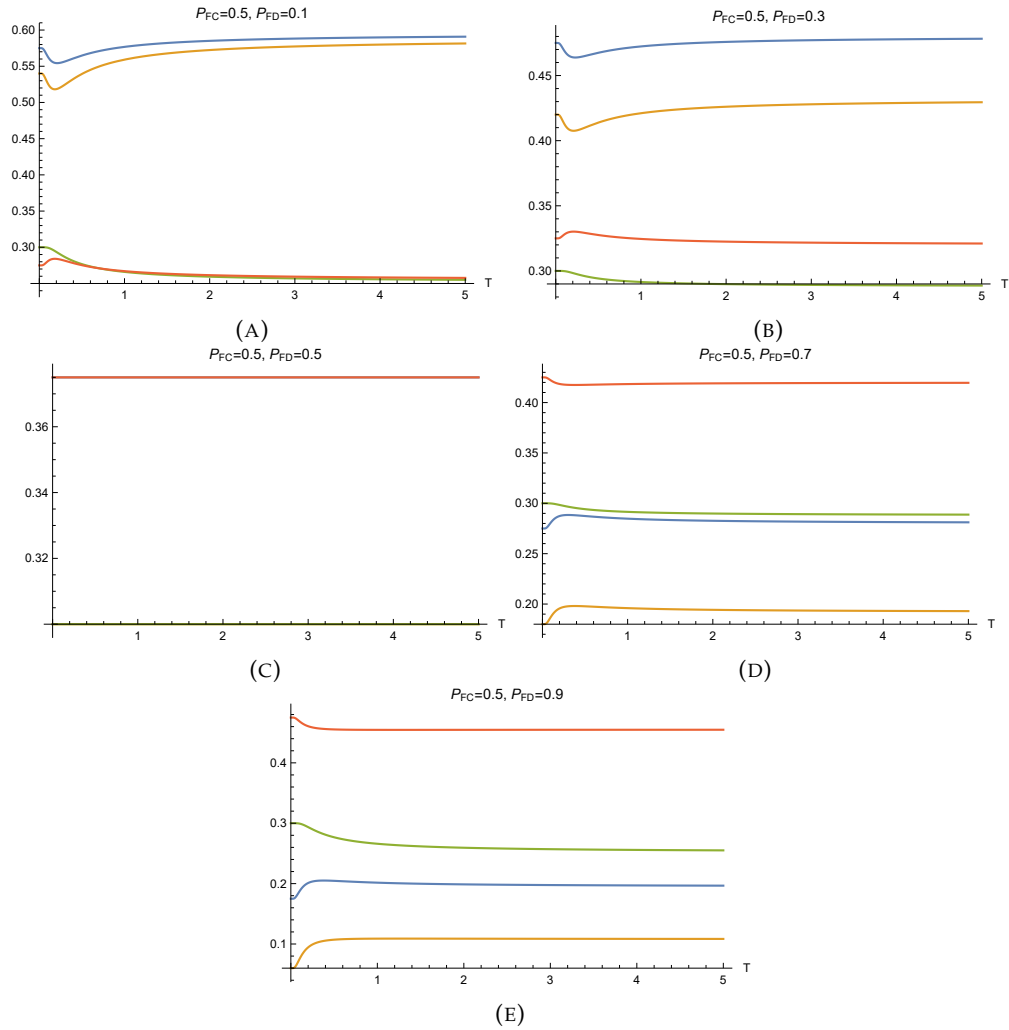 P_FC=0.5, P_FD=0.1
0.60
0.55
0.50
0.45
0.40
0.35
0.30
1 2 3 4 5 T
(A)
P_FC=0.5, P_FD=0.3
0.45
0.40
0.35
0.30
1 2 3 4 5 T
(B)
P_FC=0.5, P_FD=0.5
0.36
0.34
0.32
1 2 3 4 5 T
(C)
P_FC=0.5, P_FD=0.7
0.40
0.35
0.30
0.25
0.20
1 2 3 4 5 T
(D)
P_FC=0.5, P_FD=0.9
0.4
0.3
0.2
0.1
1 2 3 4 5 T
(E)